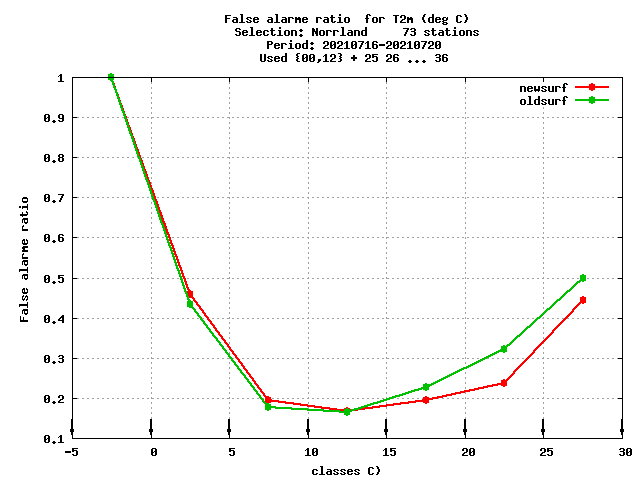 False alarme ratio  for T2m (deg C)
Selection: Norrland     73 stations
Period: 20210716-20210720
Used {00,12} + 25 26 ... 36
newsurf
oldsurf
1
0,9
0,8
0,7
0,6
0,5
0,4
0,3
0,2
0,1
False alarme ratio
-5 0 5 10 15 20 25 30
classes C)